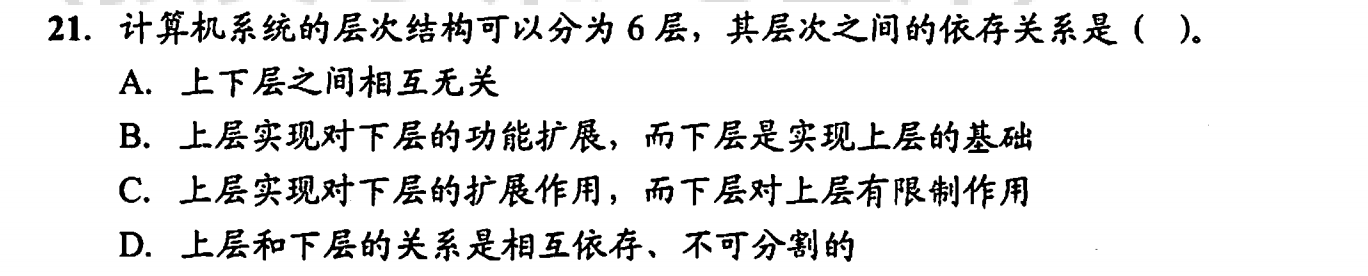 21. 计算机系统的层次结构可以分为 6 层，其层次之间的依存关系是（ ）。
A. 上下层之间相互无关
B. 上层实现对下层的功能扩展，而下层是实现上层的基础
C. 上层实现对下层的扩展作用，而下层对上层有限制作用
D. 上层和下层的关系是相互依存、不可分割的